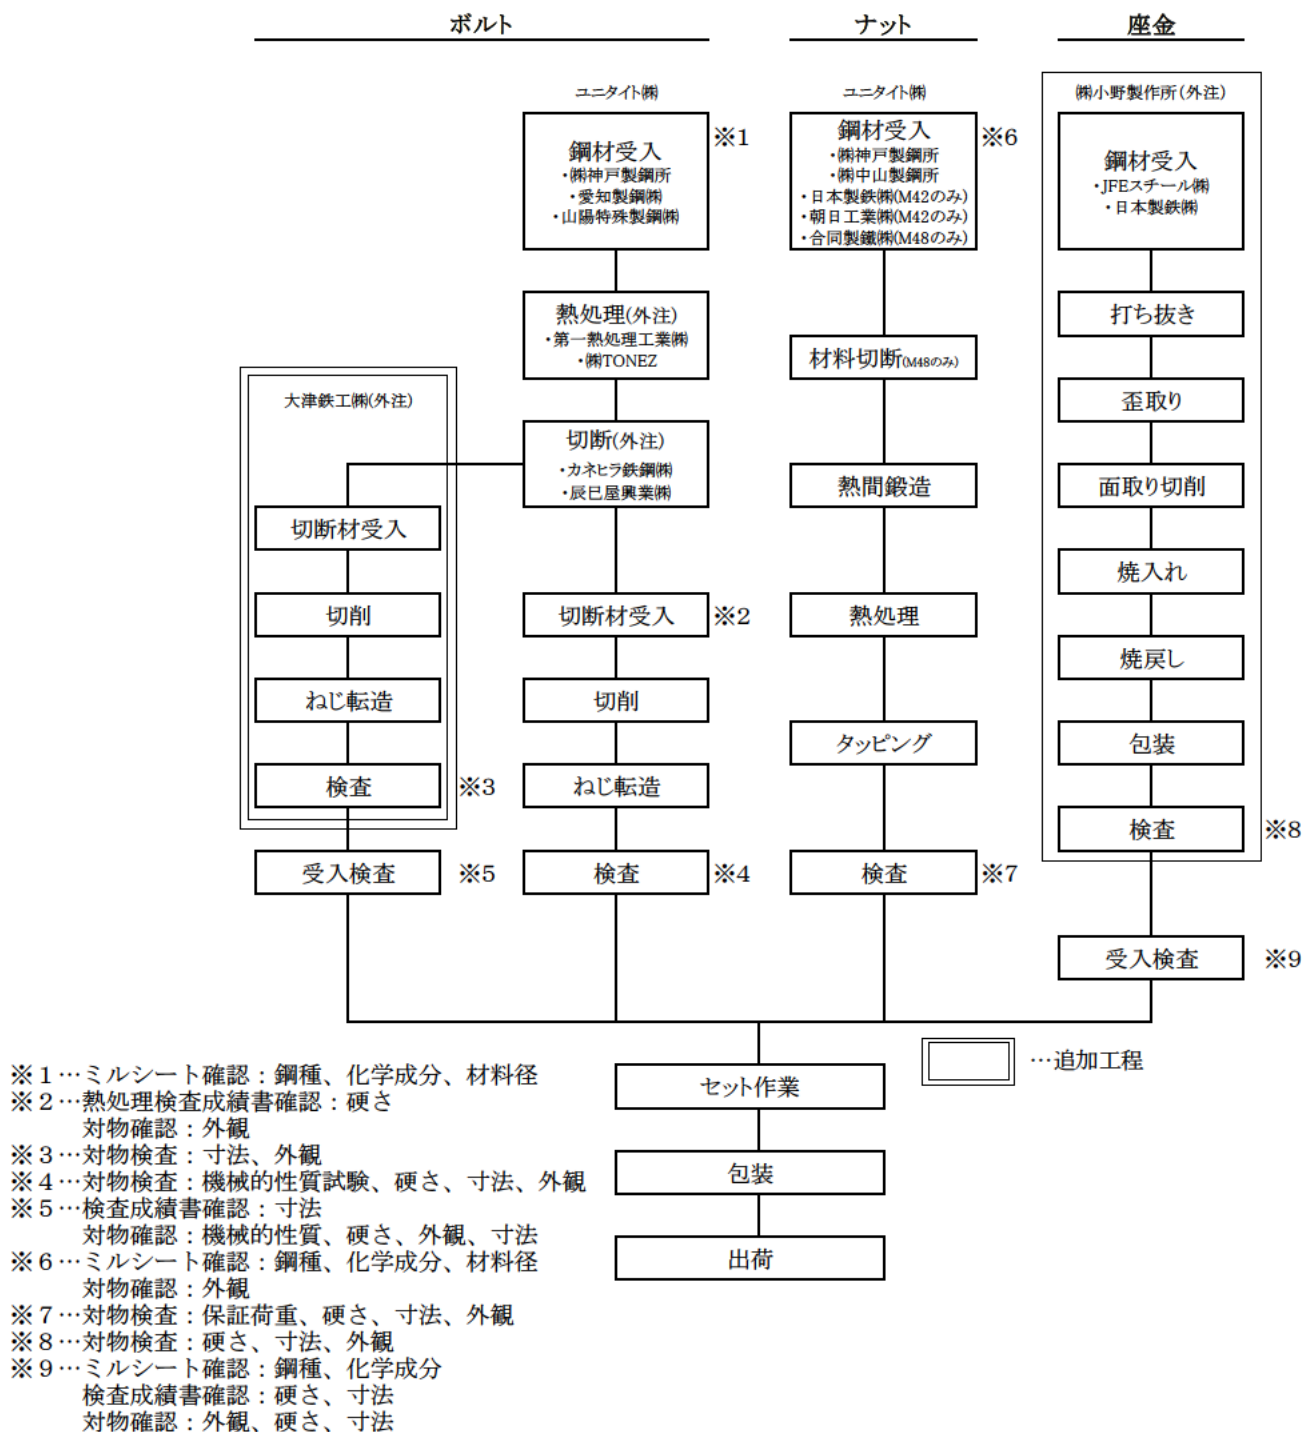 ボルト
ナット
座金
ユニタイト㈱
鋼材受入
・㈱神戸製鋼所
・愛知製鋼㈱
・山陽特殊製鋼㈱
※1
熱処理(外注)
・第一熱処理工業㈱
・㈱TONEZ
切断(外注)
・カネヒラ鉄鋼㈱
・辰巳屋興業㈱
大津鉄工㈱(外注)
切断材受入
切削
ねじ転造
検査
※3
受入検査
※5
切断材受入
※2
切削
ねじ転造
検査
※4
ユニタイト㈱
鋼材受入
・㈱神戸製鋼所
・㈱中山製鋼所
・日本製鉄㈱(M42のみ)
・朝日工業㈱(M42のみ)
・合同製鐵㈱(M48のみ)
※6
材料切断(M48のみ)
熱間鍛造
熱処理
タッピング
検査
※7
㈱小野製作所(外注)
鋼材受入
・JFEスチール㈱
・日本製鉄㈱
打ち抜き
歪取り
面取り切削
焼入れ
焼戻し
包装
検査
※8
受入検査
※9
…追加工程
セット作業
包装
出荷
※1…ミルシート確認：鋼種、化学成分、材料径
※2…熱処理検査成績書確認：硬さ
対物確認：外観
※3…対物検査：寸法、外観
※4…対物検査：機械的性質試験、硬さ、寸法、外観
※5…検査成績書確認：寸法
対物確認：機械的性質、硬さ、外観、寸法
※6…ミルシート確認：鋼種、化学成分、材料径
対物確認：外観
※7…対物検査：保証荷重、硬さ、寸法、外観
※8…対物検査：硬さ、寸法、外観
※9…ミルシート確認：鋼種、化学成分
検査成績書確認：硬さ、寸法
対物確認：外観、硬さ、寸法